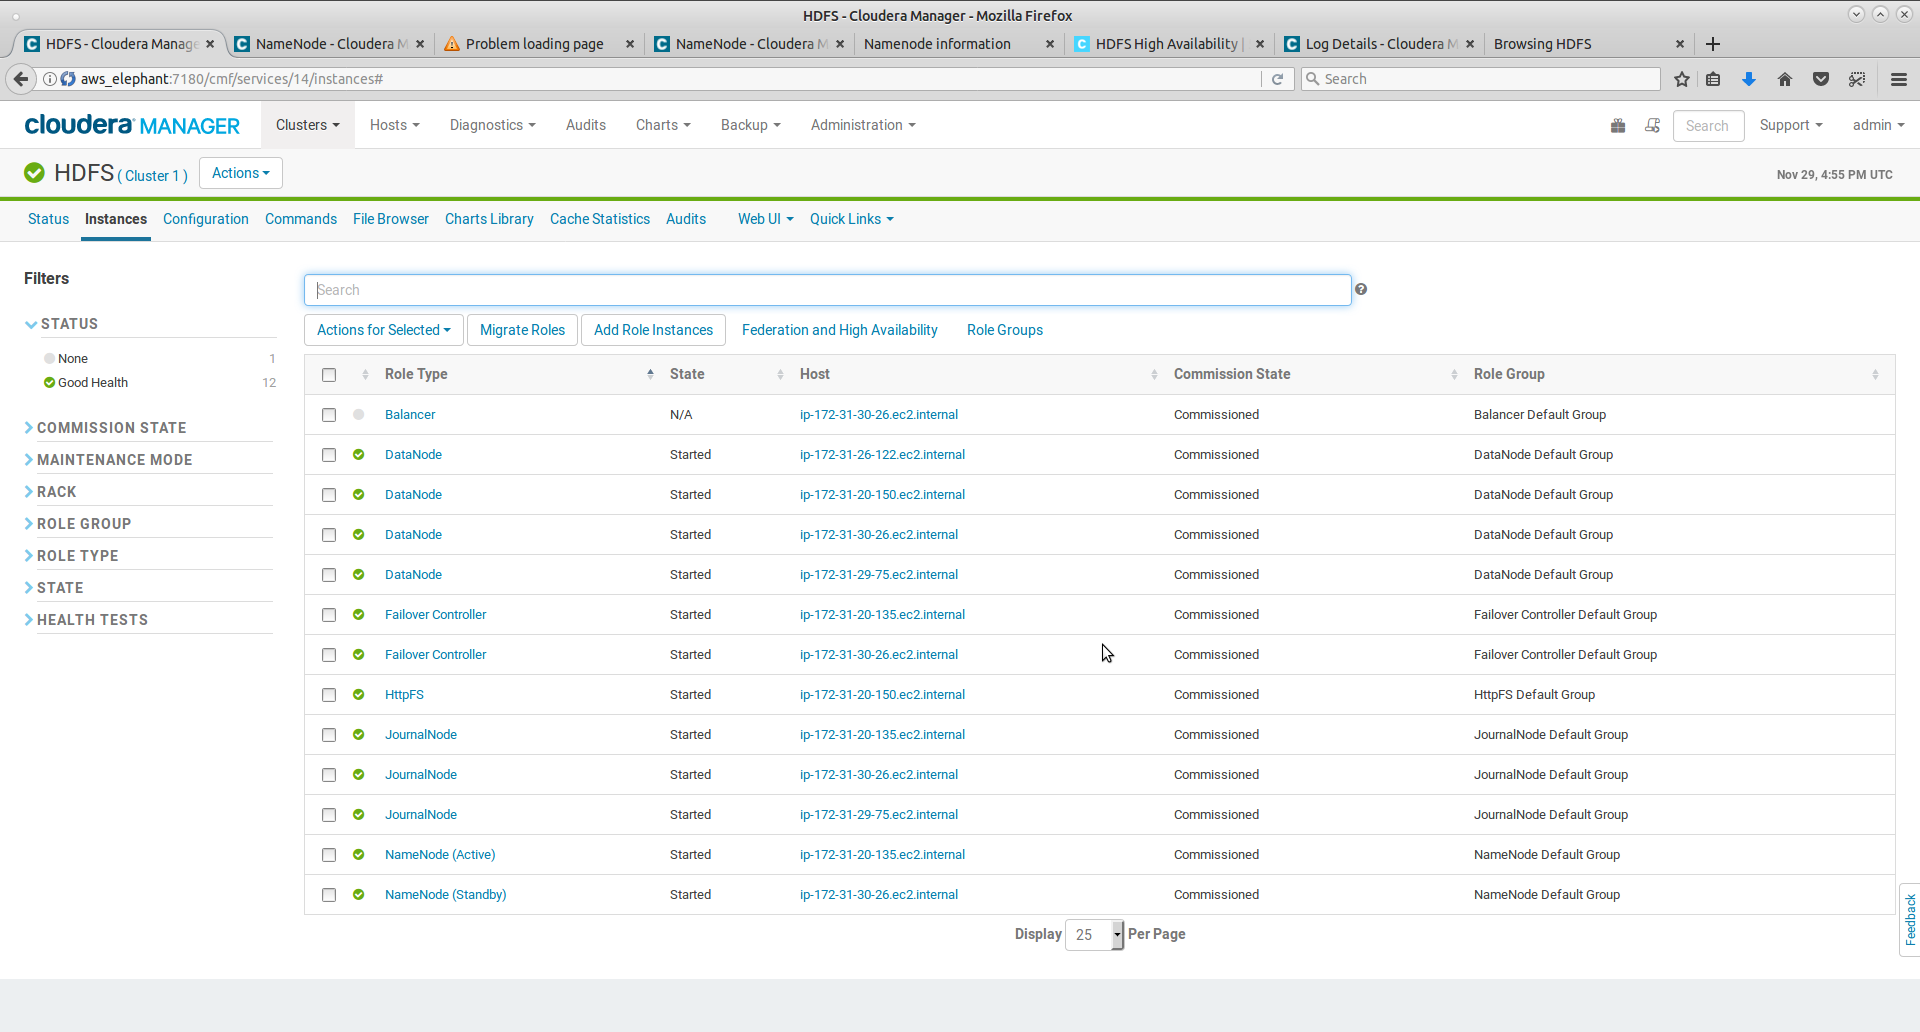 HDFS - Cloudera Manager - Mozilla Firefox
HDFS - Cloudera Manage
NameNode - Cloudera M
Problem loading page
NameNode - Cloudera M
Namenode information
HDFS High Availability |
Log Details - Cloudera M
Browsing HDFS
aws_elephant:7180/cmf/services/14/instances#
Search
cloudera MANAGER
Clusters
Hosts
Diagnostics
Audits
Charts
Backup
Administration
Search
Support
admin
HDFS ( Cluster 1 )
Actions
Nov 29, 4:55 PM UTC
Status
Instances
Configuration
Commands
File Browser
Charts Library
Cache Statistics
Audits
Web UI
Quick Links
Filters
STATUS
None 1
Good Health 12
COMMISSION STATE
MAINTENANCE MODE
RACK
ROLE GROUP
ROLE TYPE
STATE
HEALTH TESTS
Search
Actions for Selected
Migrate Roles
Add Role Instances
Federation and High Availability
Role Groups
Role Type State Host Commission State Role Group
Balancer N/A ip-172-31-30-26.ec2.internal Commissioned Balancer Default Group
DataNode Started ip-172-31-26-122.ec2.internal Commissioned DataNode Default Group
DataNode Started ip-172-31-20-150.ec2.internal Commissioned DataNode Default Group
DataNode Started ip-172-31-30-26.ec2.internal Commissioned DataNode Default Group
DataNode Started ip-172-31-29-75.ec2.internal Commissioned DataNode Default Group
Failover Controller Started ip-172-31-20-135.ec2.internal Commissioned Failover Controller Default Group
Failover Controller Started ip-172-31-30-26.ec2.internal Commissioned Failover Controller Default Group
HttpFS Started ip-172-31-20-150.ec2.internal Commissioned HttpFS Default Group
JournalNode Started ip-172-31-20-135.ec2.internal Commissioned JournalNode Default Group
JournalNode Started ip-172-31-30-26.ec2.internal Commissioned JournalNode Default Group
JournalNode Started ip-172-31-29-75.ec2.internal Commissioned JournalNode Default Group
NameNode (Active) Started ip-172-31-20-135.ec2.internal Commissioned NameNode Default Group
NameNode (Standby) Started ip-172-31-30-26.ec2.internal Commissioned NameNode Default Group
Display 25 Per Page
Feedback